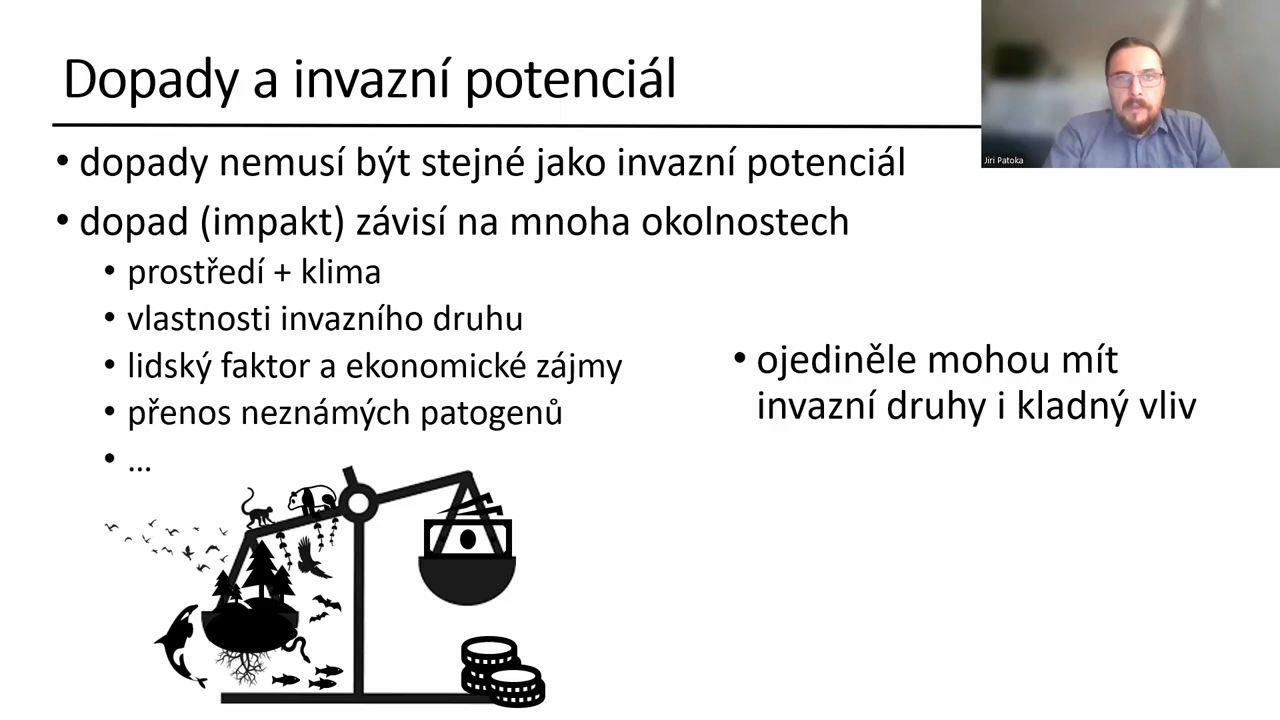 Dopady a invazní potenciál
Jiri Patoka
• dopady nemusí být stejné jako invazní potenciál
• dopad (impakt) závisí na mnoha okolnostech
• prostředí + klima
• vlastnosti invazního druhu
• lidský faktor a ekonomické zájmy
• přenos neznámých patogenů
• ...
• ojediněle mohou mít
invazní druhy i kladný vliv